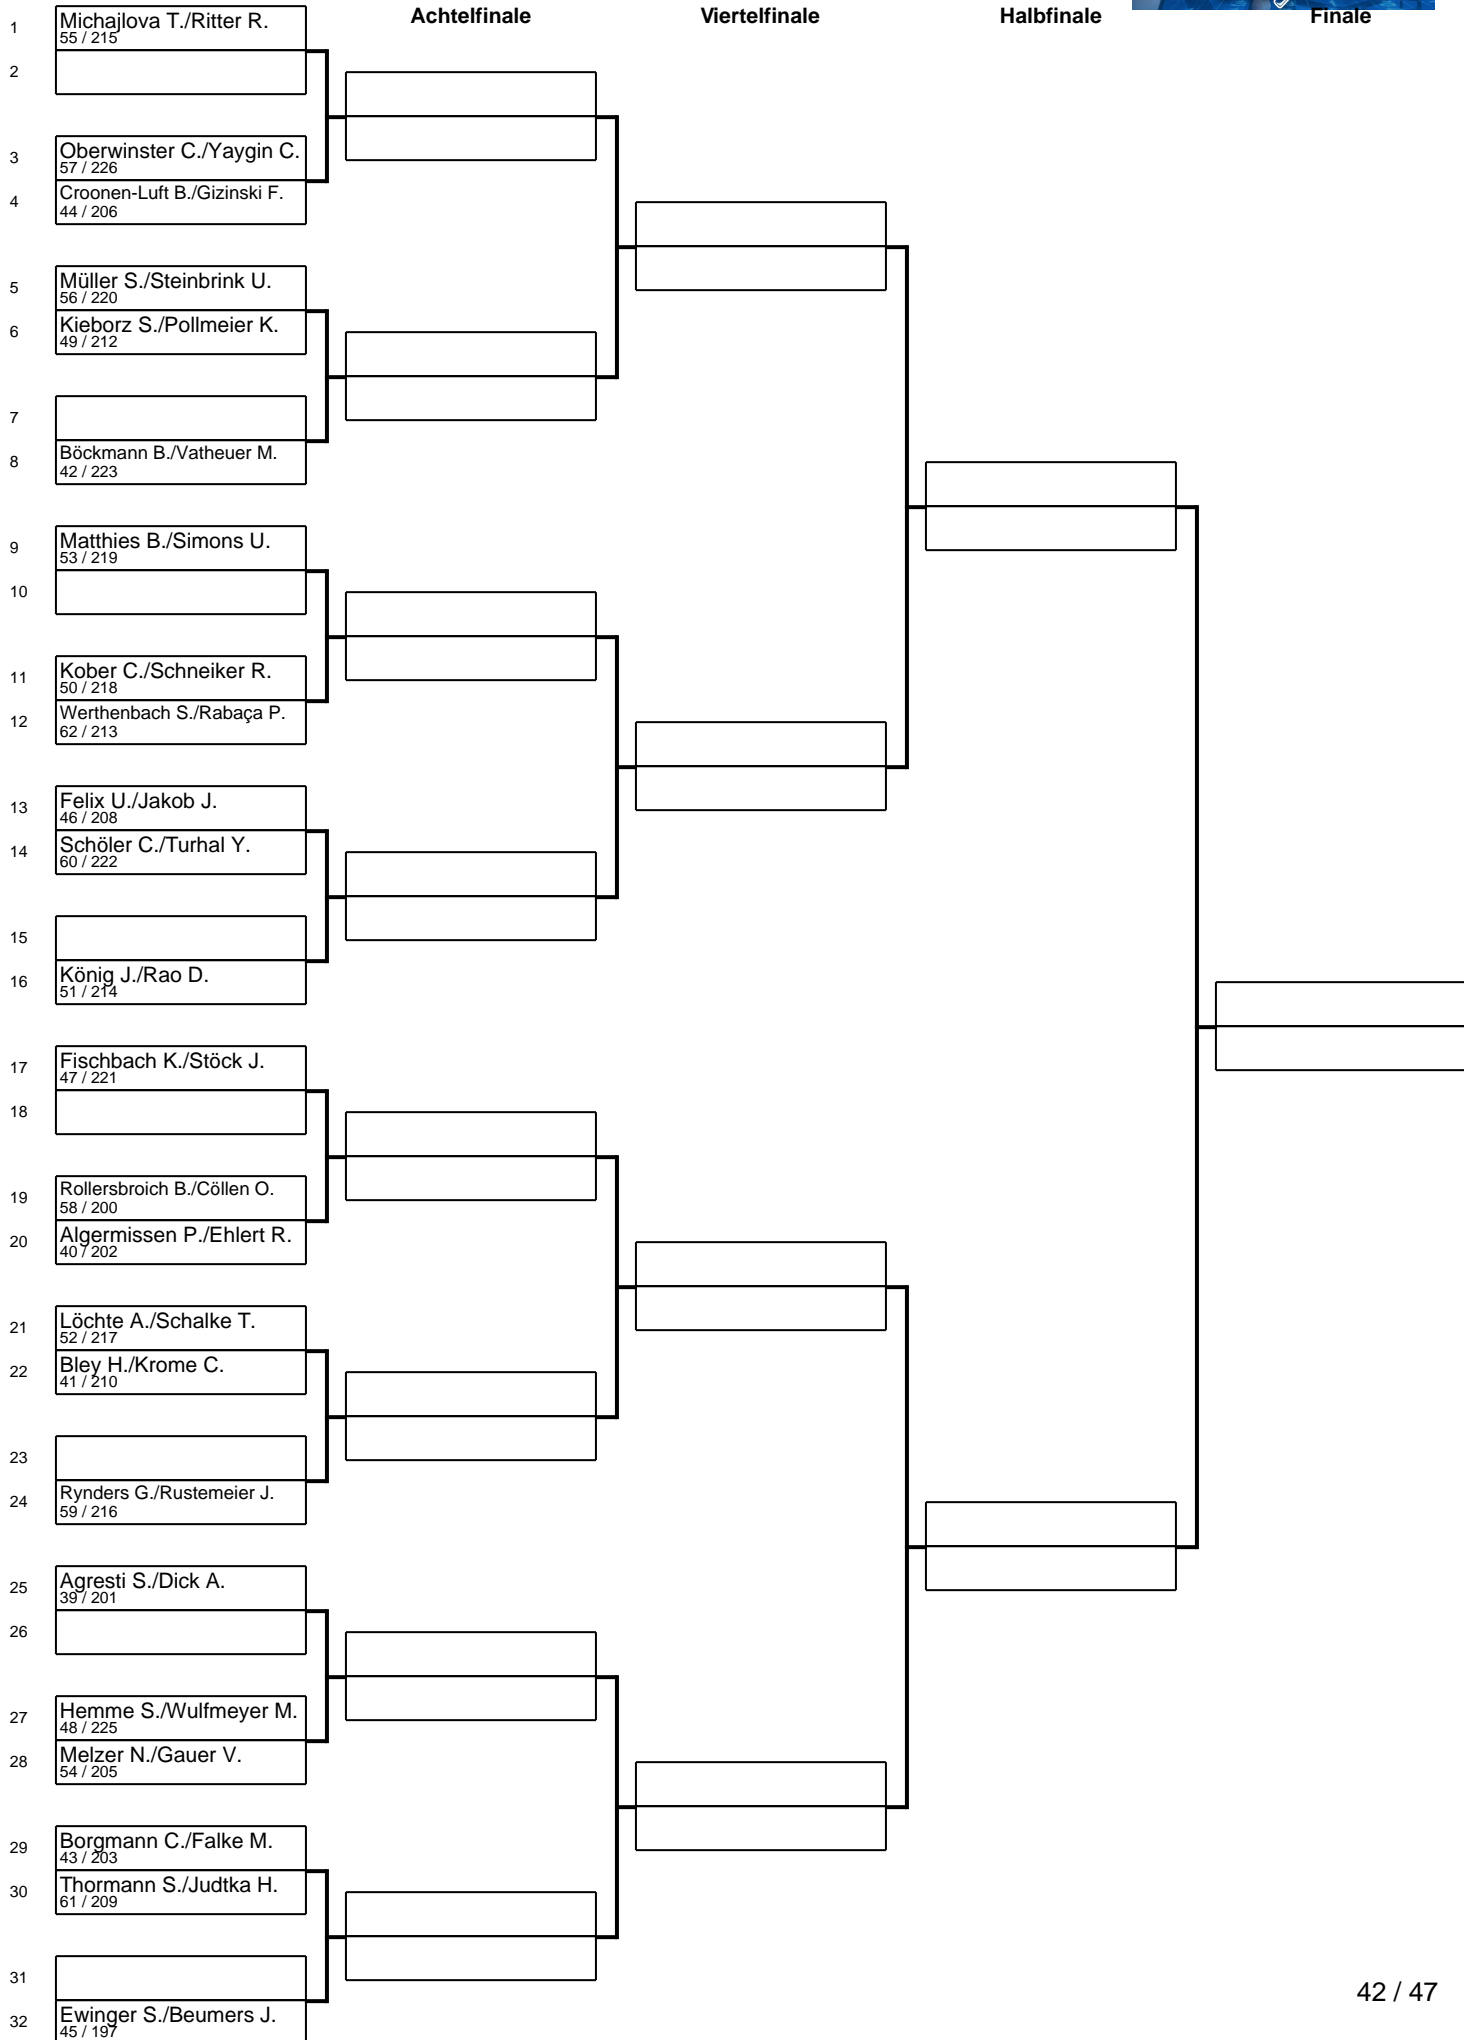 Achtelfinale
Viertelfinale
Halbfinale
Finale
1
Michajlova T./Ritter R.
55 / 215
2
3
Oberwinster C./Yaygin C.
57 / 226
4
Croonen-Luft B./Gizinski F.
44 / 206
5
Müller S./Steinbrink U.
56 / 220
6
Kieborz S./Pollmeier K.
49 / 212
7
8
Böckmann B./Vatheuer M.
42 / 223
9
Matthies B./Simons U.
53 / 219
10
11
Kober C./Schneiker R.
50 / 218
12
Werthenbach S./Rabaça P.
62 / 213
13
Felix U./Jakob J.
46 / 208
14
Schöler C./Turhal Y.
60 / 222
15
16
König J./Rao D.
51 / 214
17
Fischbach K./Stöck J.
47 / 221
18
19
Rollersbroich B./Cöllen O.
58 / 200
20
Algermissen P./Ehlert R.
40 / 202
21
Löchte A./Schalke T.
52 / 217
22
Bley H./Krome C.
41 / 210
23
24
Rynders G./Rustemeier J.
59 / 216
25
Agresti S./Dick A.
39 / 201
26
27
Hemme S./Wulfmeyer M.
48 / 225
28
Melzer N./Gauer V.
54 / 205
29
Borgmann C./Falke M.
43 / 203
30
Thormann S./Judtka H.
61 / 209
31
32
Ewinger S./Beumers J.
45 / 197
42 / 47